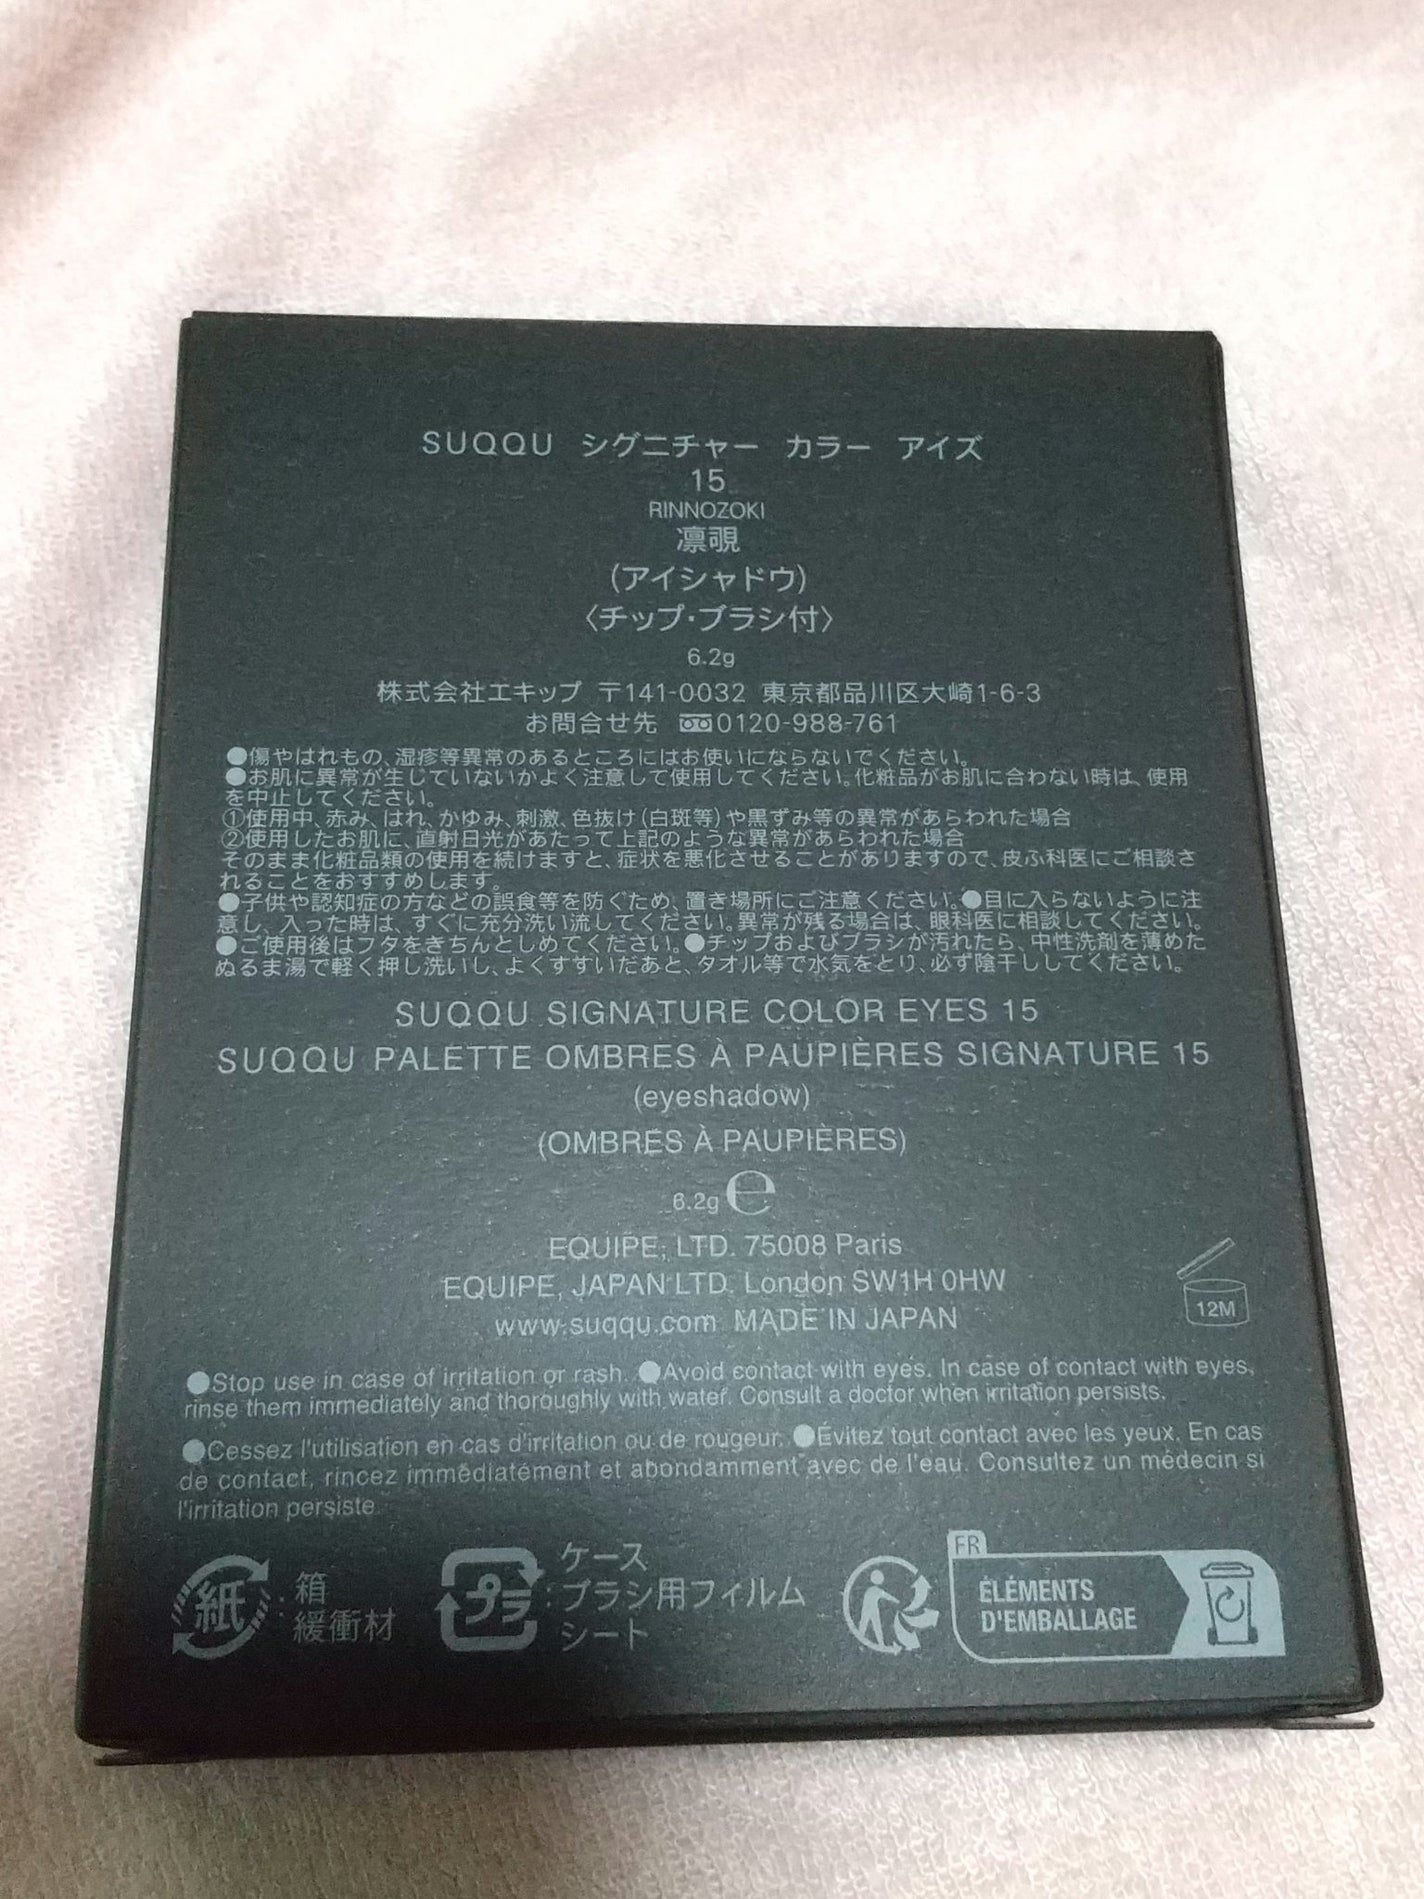 SUQQU シグニチャー カラー アイズ
15
RINNOZOKI
凛覗
(アイシャドウ)
〈チップ・ブラシ付〉
6.2g
株式会社エキップ 〒141-0032 東京都品川区大崎1-6-3
お問合せ先 0120-988-761
●傷やはれもの、湿疹等異常のあるところにはお使いにならないでください。
●お肌に異常が生じていないかよく注意して使用してください。化粧品がお肌に合わない時は、使用
を中止してください。
①使用中、赤み、はれ、かゆみ、刺激、色抜け(白斑等)や黒ずみ等の異常があらわれた場合
②使用したお肌に、直射日光があたって上記のような異常があらわれた場合
そのまま化粧品類の使用を続けますと、症状を悪化させることがありますので、皮ふ科医にご相談さ
れることをおすすめします。
●子供や認知症の方などの誤食等を防ぐため、置き場所にご注意ください。●目に入らないように注
意し、入った時は、すぐに充分洗い流してください。異常が残る場合は、眼科医に相談してください。
●ご使用後はフタをきちんとしめてください。●チップおよびブラシが汚れたら、中性洗剤を薄めた
ぬるま湯で軽く押し洗いし、よくすすいだあと、タオル等で水気をとり、必ず陰干ししてください。
SUQQU SIGNATURE COLOR EYES 15
SUQQU PALETTE OMBRES À PAUPIÈRES SIGNATURE 15
(eyeshadow)
(OMBRES À PAUPIÈRES)
6.2g ℮
EQUIPE, LTD. 75008 Paris
EQUIPE, JAPAN LTD. London SW1H 0HW
www.suqqu.com MADE IN JAPAN
12M
●Stop use in case of irritation or rash. ●Avoid contact with eyes. In case of contact with eyes,
rinse them immediately and thoroughly with water. Consult a doctor when irritation persists.
●Cessez l'utilisation en cas d'irritation ou de rougeur. ●Évitez tout contact avec les yeux. En cas
de contact, rincez immédiatement et abondamment avec de l'eau. Consultez un médecin si
l'irritation persiste.
紙 : 箱
緩衝材
プラ : ケース
ブラシ用フィルム
シート
FR
ÉLÉMENTS
D'EMBALLAGE